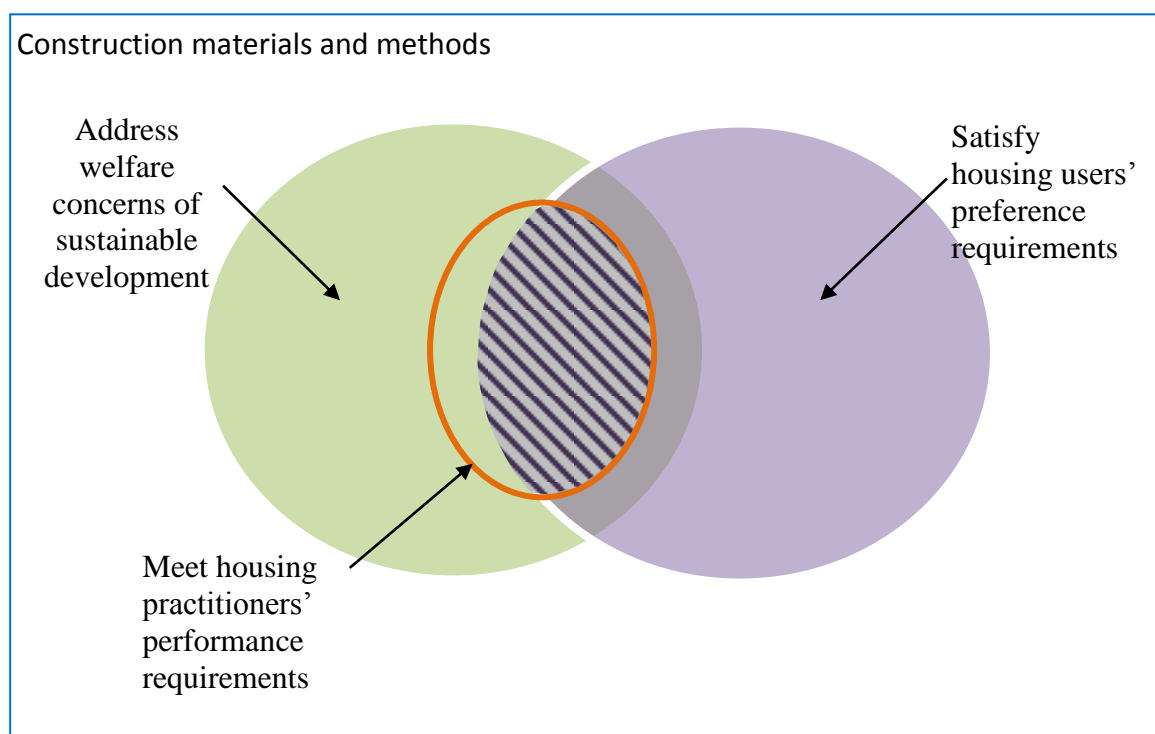 Construction materials and methods
Address
welfare
concerns of
sustainable
development
Satisfy
housing users’
preference
requirements
Meet housing
practitioners’
performance
requirements